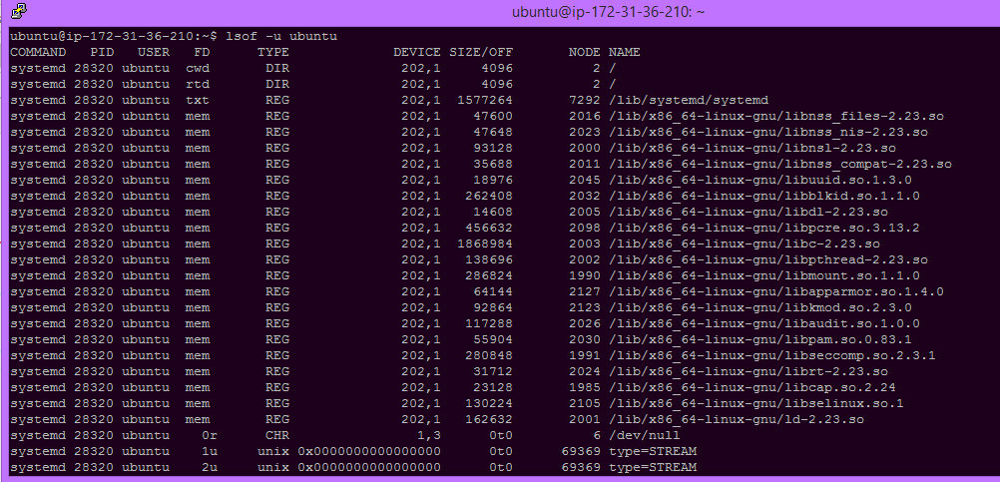 ubuntu@ip-172-31-36-210: ~
ubuntu@ip-172-31-36-210:~$ lsof -u ubuntu
COMMAND   PID   USER   FD   TYPE             DEVICE SIZE/OFF       NODE NAME
systemd 28320 ubuntu  cwd    DIR              202,1     4096          2 /
systemd 28320 ubuntu  rtd    DIR              202,1     4096          2 /
systemd 28320 ubuntu  txt    REG              202,1  1577264       7292 /lib/systemd/systemd
systemd 28320 ubuntu  mem    REG              202,1    47600       2016 /lib/x86_64-linux-gnu/libnss_files-2.23.so
systemd 28320 ubuntu  mem    REG              202,1    47648       2023 /lib/x86_64-linux-gnu/libnss_nis-2.23.so
systemd 28320 ubuntu  mem    REG              202,1    93128       2000 /lib/x86_64-linux-gnu/libnsl-2.23.so
systemd 28320 ubuntu  mem    REG              202,1    35688       2011 /lib/x86_64-linux-gnu/libnss_compat-2.23.so
systemd 28320 ubuntu  mem    REG              202,1    18976       2045 /lib/x86_64-linux-gnu/libuuid.so.1.3.0
systemd 28320 ubuntu  mem    REG              202,1   262408       2032 /lib/x86_64-linux-gnu/libblkid.so.1.1.0
systemd 28320 ubuntu  mem    REG              202,1    14608       2005 /lib/x86_64-linux-gnu/libdl-2.23.so
systemd 28320 ubuntu  mem    REG              202,1   456632       2098 /lib/x86_64-linux-gnu/libpcre.so.3.13.2
systemd 28320 ubuntu  mem    REG              202,1  1868984       2003 /lib/x86_64-linux-gnu/libc-2.23.so
systemd 28320 ubuntu  mem    REG              202,1   138696       2002 /lib/x86_64-linux-gnu/libpthread-2.23.so
systemd 28320 ubuntu  mem    REG              202,1   286824       1990 /lib/x86_64-linux-gnu/libmount.so.1.1.0
systemd 28320 ubuntu  mem    REG              202,1    64144       2127 /lib/x86_64-linux-gnu/libapparmor.so.1.4.0
systemd 28320 ubuntu  mem    REG              202,1    92864       2123 /lib/x86_64-linux-gnu/libkmod.so.2.3.0
systemd 28320 ubuntu  mem    REG              202,1   117288       2026 /lib/x86_64-linux-gnu/libaudit.so.1.0.0
systemd 28320 ubuntu  mem    REG              202,1    55904       2030 /lib/x86_64-linux-gnu/libpam.so.0.83.1
systemd 28320 ubuntu  mem    REG              202,1   280848       1991 /lib/x86_64-linux-gnu/libseccomp.so.2.3.1
systemd 28320 ubuntu  mem    REG              202,1    31712       2024 /lib/x86_64-linux-gnu/librt-2.23.so
systemd 28320 ubuntu  mem    REG              202,1    23128       1985 /lib/x86_64-linux-gnu/libcap.so.2.24
systemd 28320 ubuntu  mem    REG              202,1   130224       2105 /lib/x86_64-linux-gnu/libselinux.so.1
systemd 28320 ubuntu  mem    REG              202,1   162632       2001 /lib/x86_64-linux-gnu/ld-2.23.so
systemd 28320 ubuntu    0r   CHR                1,3      0t0          6 /dev/null
systemd 28320 ubuntu    1u  unix 0x0000000000000000      0t0      69369 type=STREAM
systemd 28320 ubuntu    2u  unix 0x0000000000000000      0t0      69369 type=STREAM